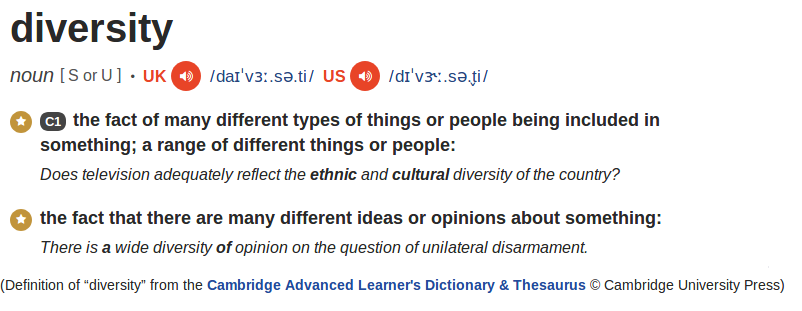 diversity
noun [ S or U ] • UK /daɪˈvɜː.sə.ti/ US /dɪˈvɝː.sə.t̬i/
C1 the fact of many different types of things or people being included in
something; a range of different things or people:
Does television adequately reflect the ethnic and cultural diversity of the country?
the fact that there are many different ideas or opinions about something:
There is a wide diversity of opinion on the question of unilateral disarmament.
(Definition of “diversity” from the Cambridge Advanced Learner's Dictionary & Thesaurus © Cambridge University Press)